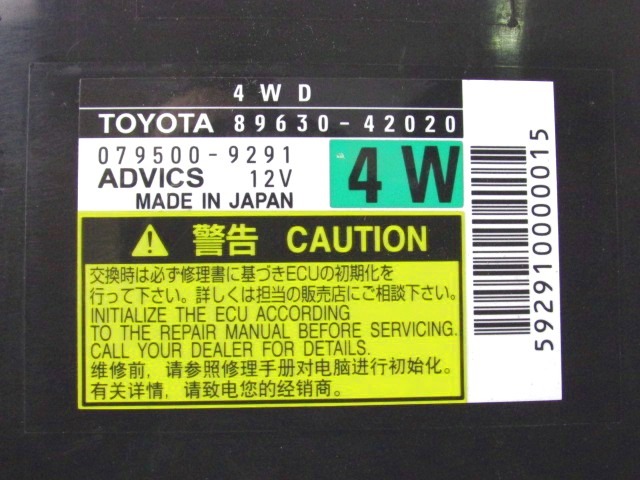 4WD
TOYOTA 89630-42020
079500-9291
ADVICS 12V
MADE IN JAPAN
4W
警告 CAUTION
交換時は必ず修理書に基づきECUの初期化を
行って下さい。詳しくは担当の販売店にご相談下さい。
INITIALIZE THE ECU ACCORDING
TO THE REPAIR MANUAL BEFORE SERVICING.
CALL YOUR DEALER FOR DETAILS.
维修前，请参照修理手册对电脑进行初始化。
有关详情，请致电您的经销商。
592910000015